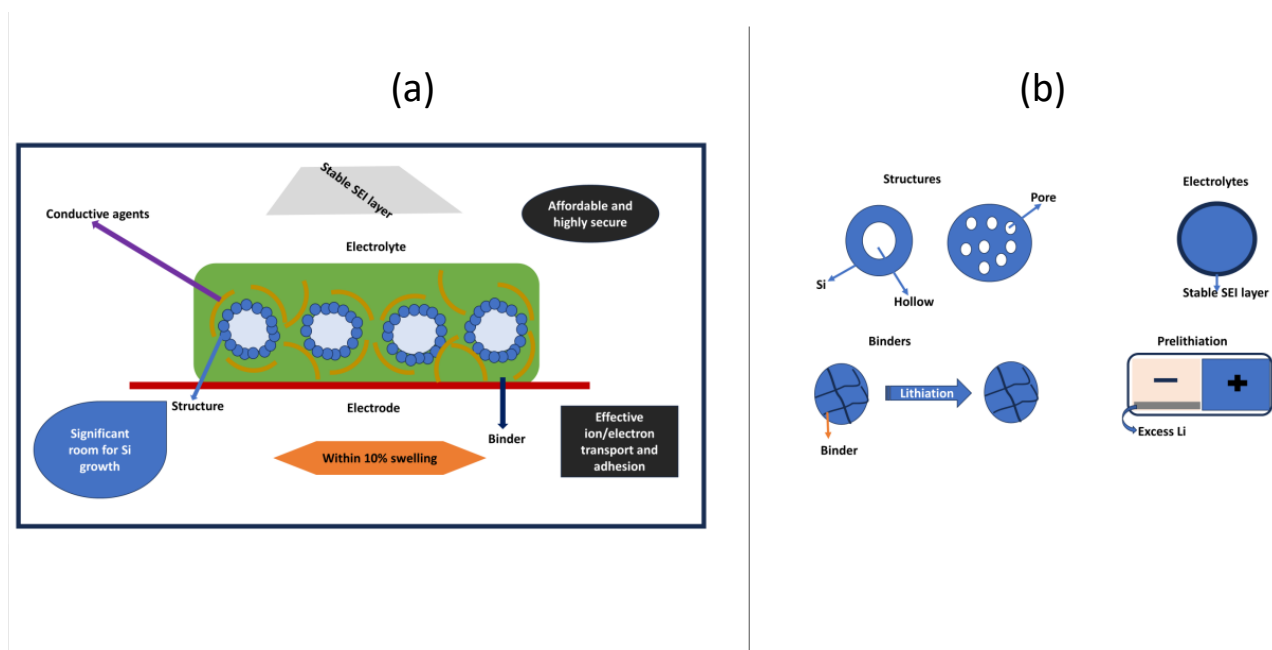 (a)
Stable SEI
layer
Affordable and
highly secure
Conductive agents
Electrolyte
Structure
Electrode
Binder
Significant
room for Si
growth
Within 10% swelling
Effective
ion/electron
transport and
adhesion
(b)
Structures
Pore
Si
Hollow
Electrolytes
Stable SEI layer
Binders
Lithiation
Binder
Prelithiation
−
+
Excess Li